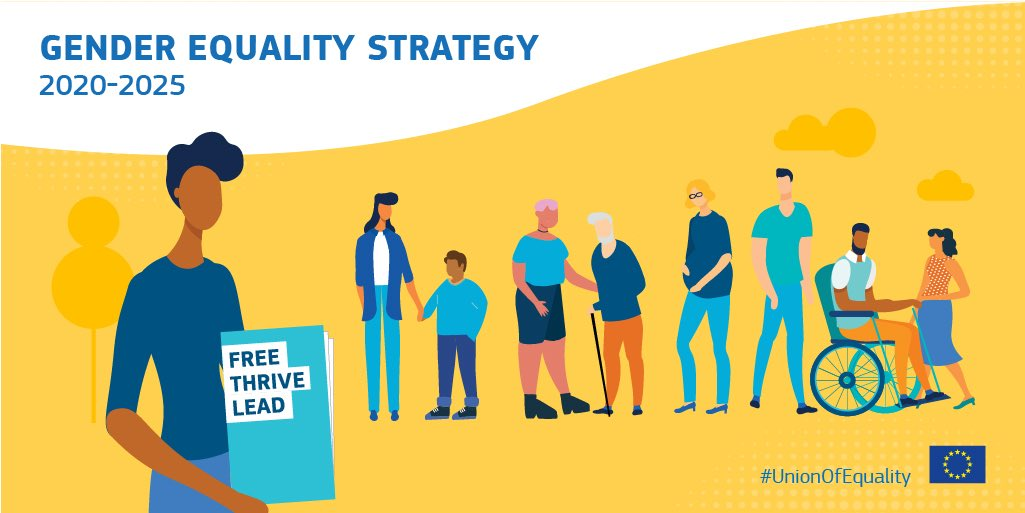 GENDER EQUALITY STRATEGY
2020-2025
FREE
THRIVE
LEAD
#UnionOfEquality